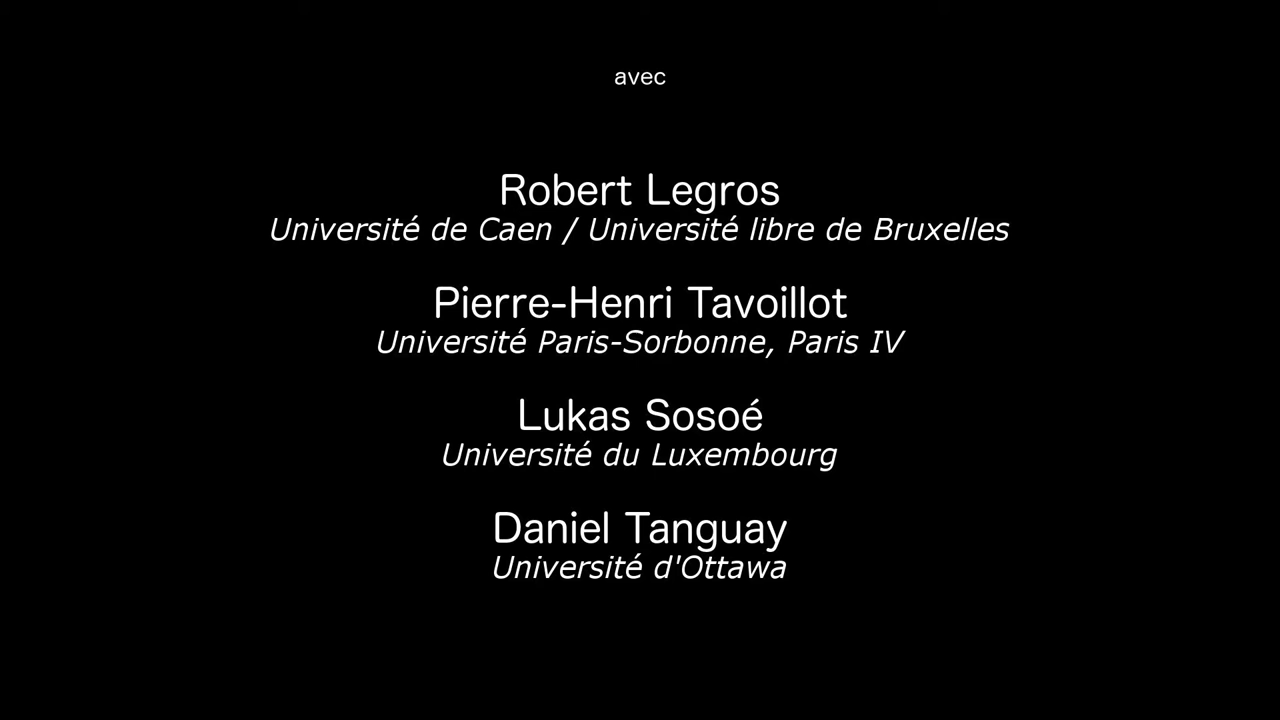 avec
Robert Legros
Université de Caen / Université libre de Bruxelles
Pierre-Henri Tavoillot
Université Paris-Sorbonne, Paris IV
Lukas Sosoé
Université du Luxembourg
Daniel Tanguay
Université d'Ottawa